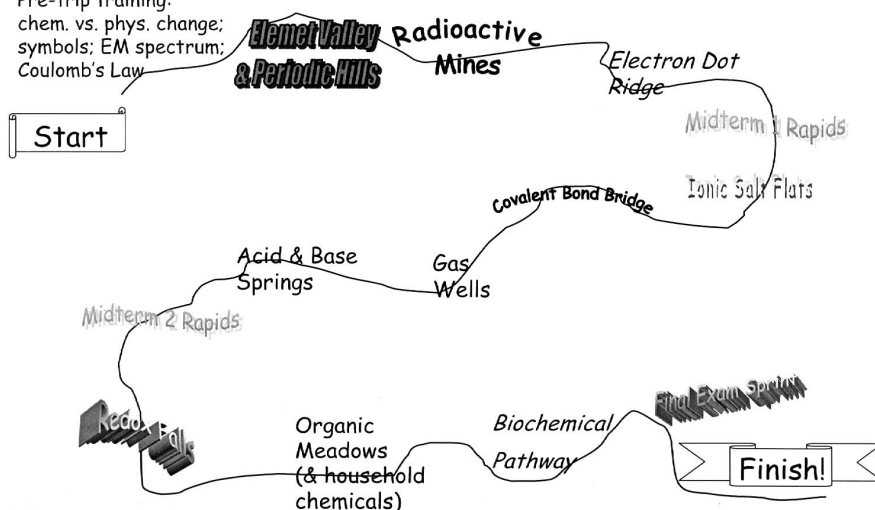 Pre-Trip Training:
chem. vs. phys. change;
symbols; EM spectrum;
Coulomb's Law
Start
Elemet Valley
& Periodic Hills
Radioactive
Mines
Electron Dot
Ridge
Midterm 1 Rapids
Ionic Salt Flats
Covalent Bond Bridge
Gas
Wells
Acid & Base
Springs
Midterm 2 Rapids
Redox Falls
Organic
Meadows
(& household
chemicals)
Biochemical
Pathway
Final Exam Sprint
Finish!